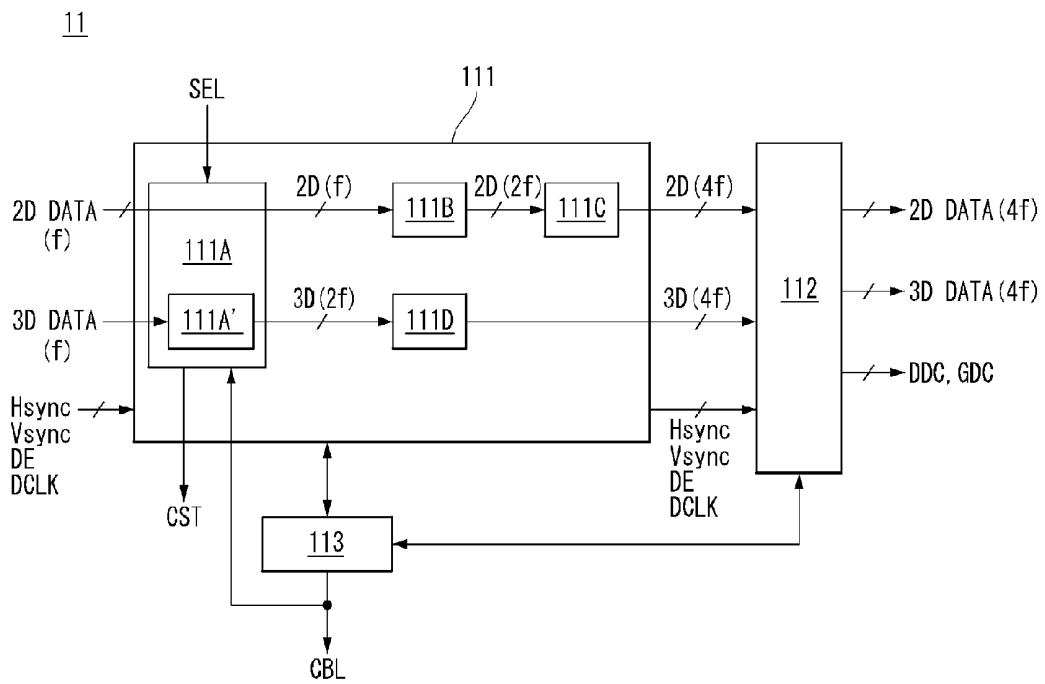 11
111
SEL
2D DATA
(f)
2D(f)
111B
2D(2f)
111C
2D(4f)
2D DATA(4f)
111A
112
3D DATA
(f)
111A'
3D(2f)
111D
3D(4f)
3D DATA(4f)
DDC, GDC
Hsync
Vsync
DE
DCLK
Hsync
Vsync
DE
DCLK
CST
113
CBL